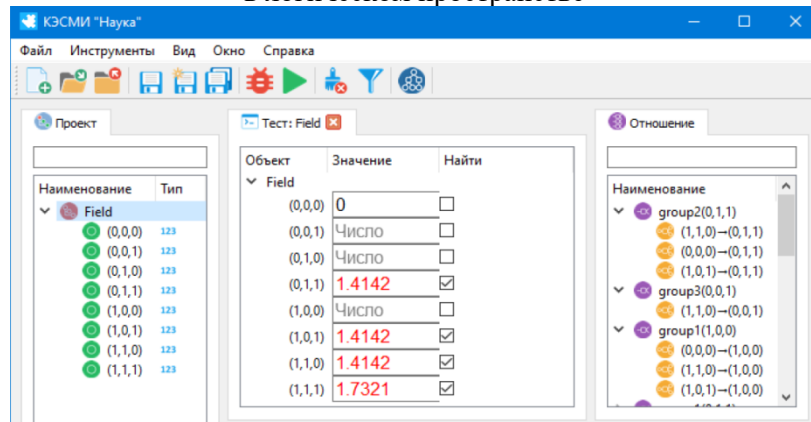 КЭСМИ "Наука"
Файл Инструменты Вид Окно Справка
Проект
Наименование Тип
Field
(0,0,0) 123
(0,0,1) 123
(0,1,0) 123
(0,1,1) 123
(1,0,0) 123
(1,0,1) 123
(1,1,0) 123
(1,1,1) 123
Тест: Field
Объект Значение Найти
Field
(0,0,0) 0
(0,0,1) Число
(0,1,0) Число
(0,1,1) 1.4142
(1,0,0) Число
(1,0,1) 1.4142
(1,1,0) 1.4142
(1,1,1) 1.7321
Отношение
Наименование
group2(0,1,1)
(1,1,0)→(0,1,1)
(0,0,0)→(0,1,1)
(1,0,1)→(0,1,1)
group3(0,0,1)
(1,1,0)→(0,0,1)
group1(1,0,0)
(0,0,0)→(1,0,0)
(1,1,0)→(1,0,0)
(1,0,1)→(1,0,0)